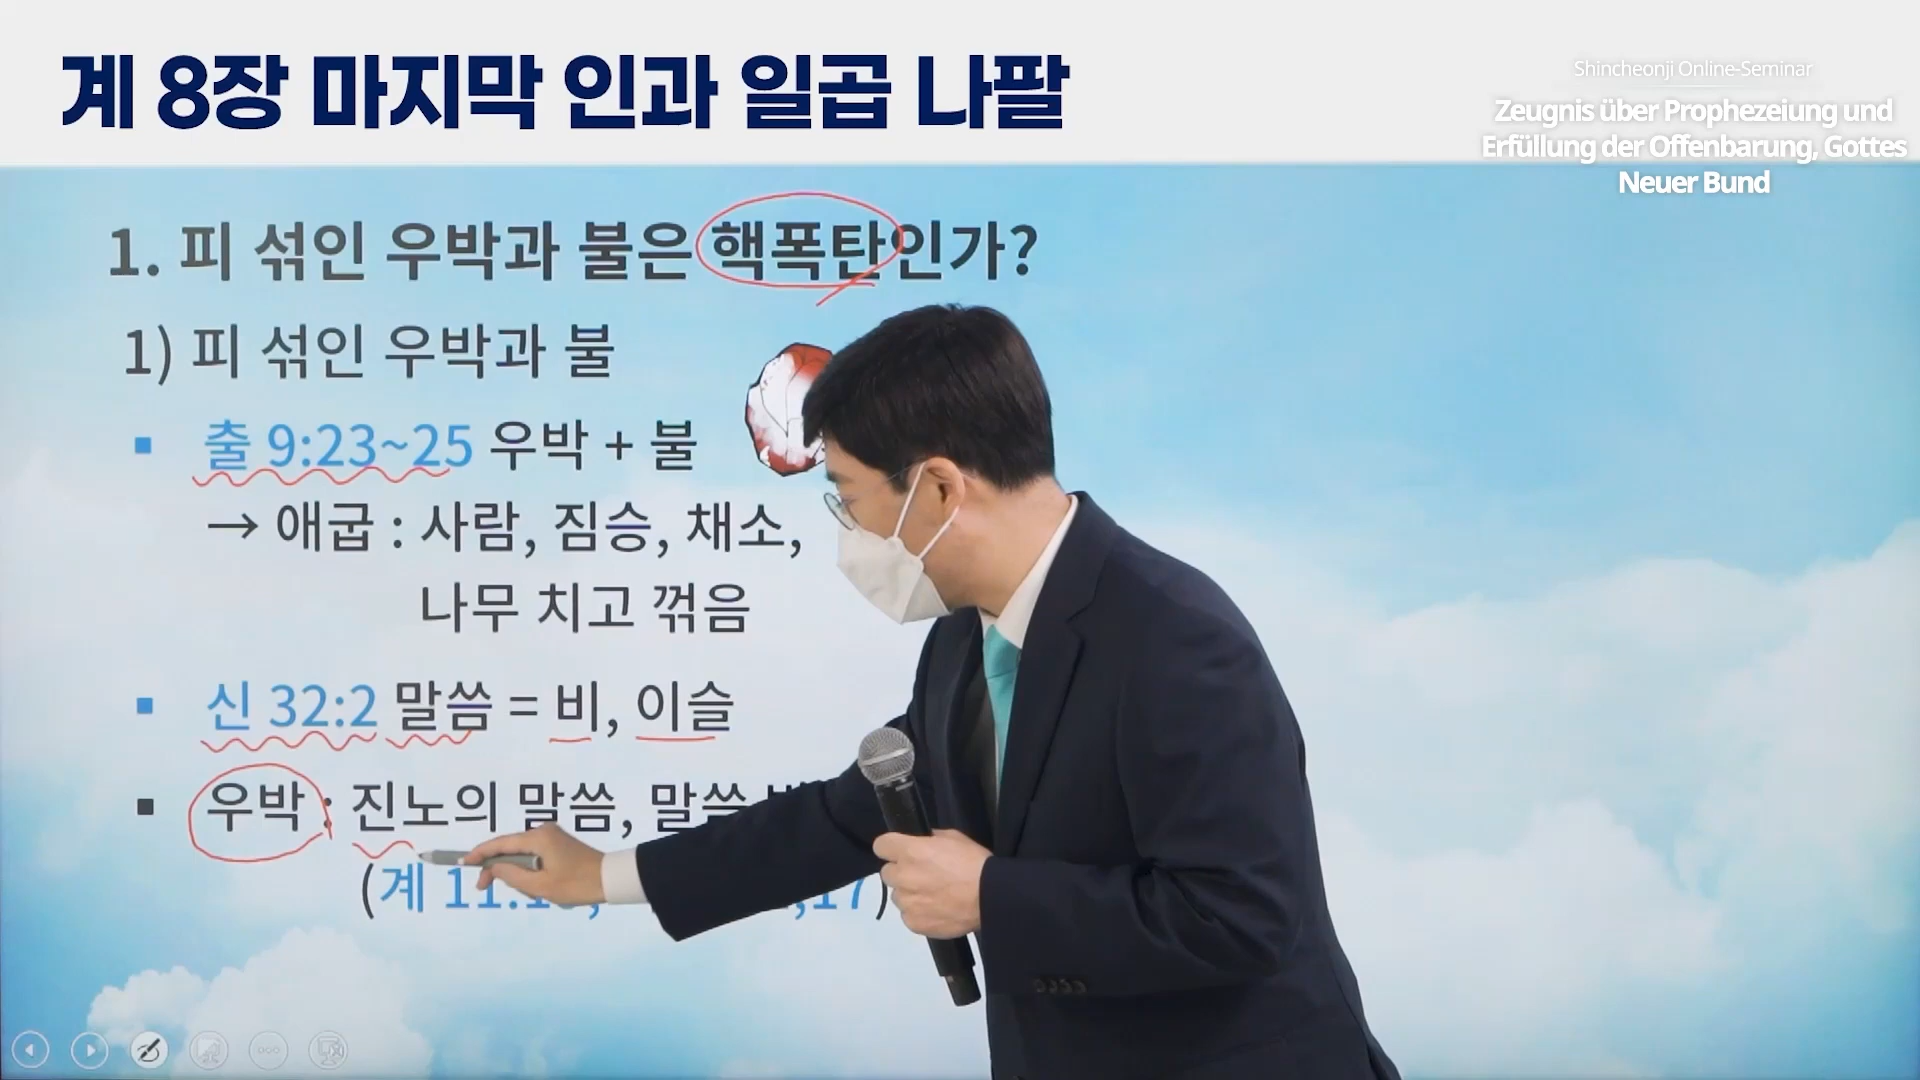 계 8장 마지막 인과 일곱 나팔
Shincheonji Online-Seminar
Zeugnis über Prophezeiung und
Erfüllung der Offenbarung, Gottes
Neuer Bund
1. 피 섞인 우박과 불은 핵폭탄인가?
1) 피 섞인 우박과 불
출 9:23~25 우박 + 불
→ 애굽 : 사람, 짐승, 채소,
나무 치고 꺾음
신 32:2 말씀 = 비, 이슬
우박 : 진노의 말씀, 말씀
(계 ,17)